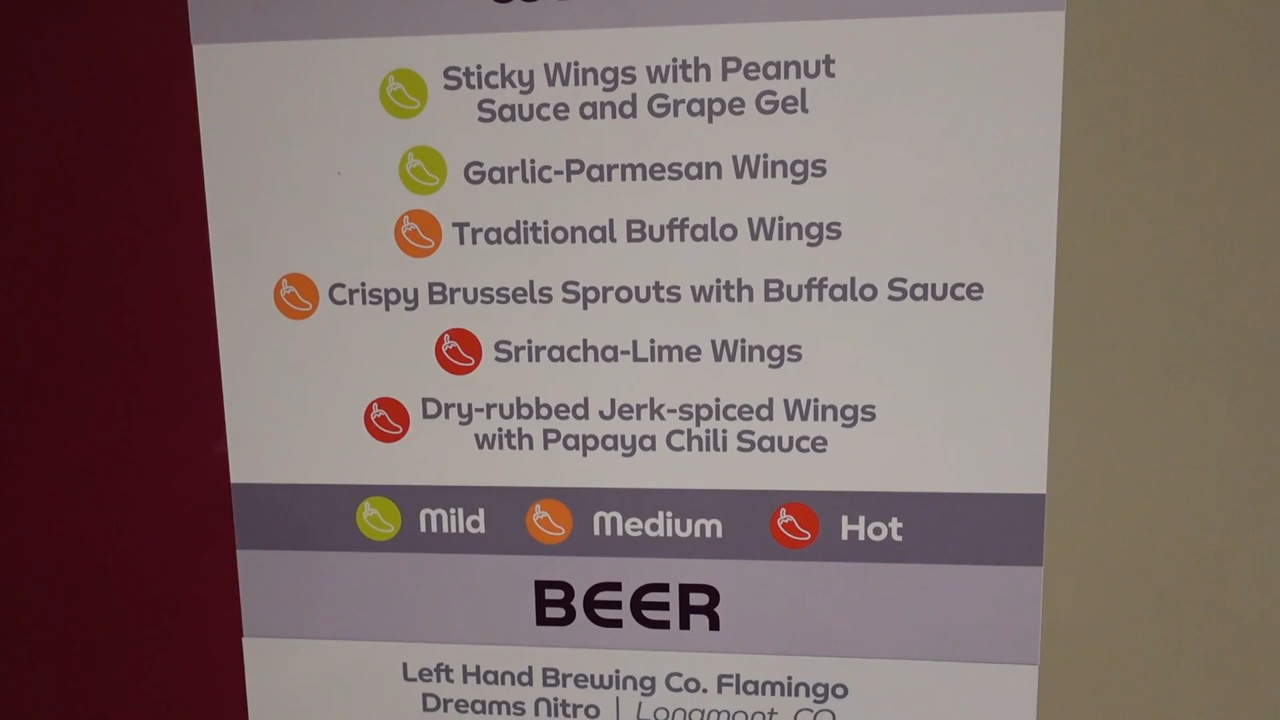 Sticky Wings with Peanut
Sauce and Grape Gel
Garlic-Parmesan Wings
Traditional Buffalo Wings
Crispy Brussels Sprouts with Buffalo Sauce
Sriracha-Lime Wings
Dry-rubbed Jerk-spiced Wings
with Papaya Chili Sauce
Mild Medium Hot
BEER
Left Hand Brewing Co. Flamingo
Dreams Nitro | Longmont, CO